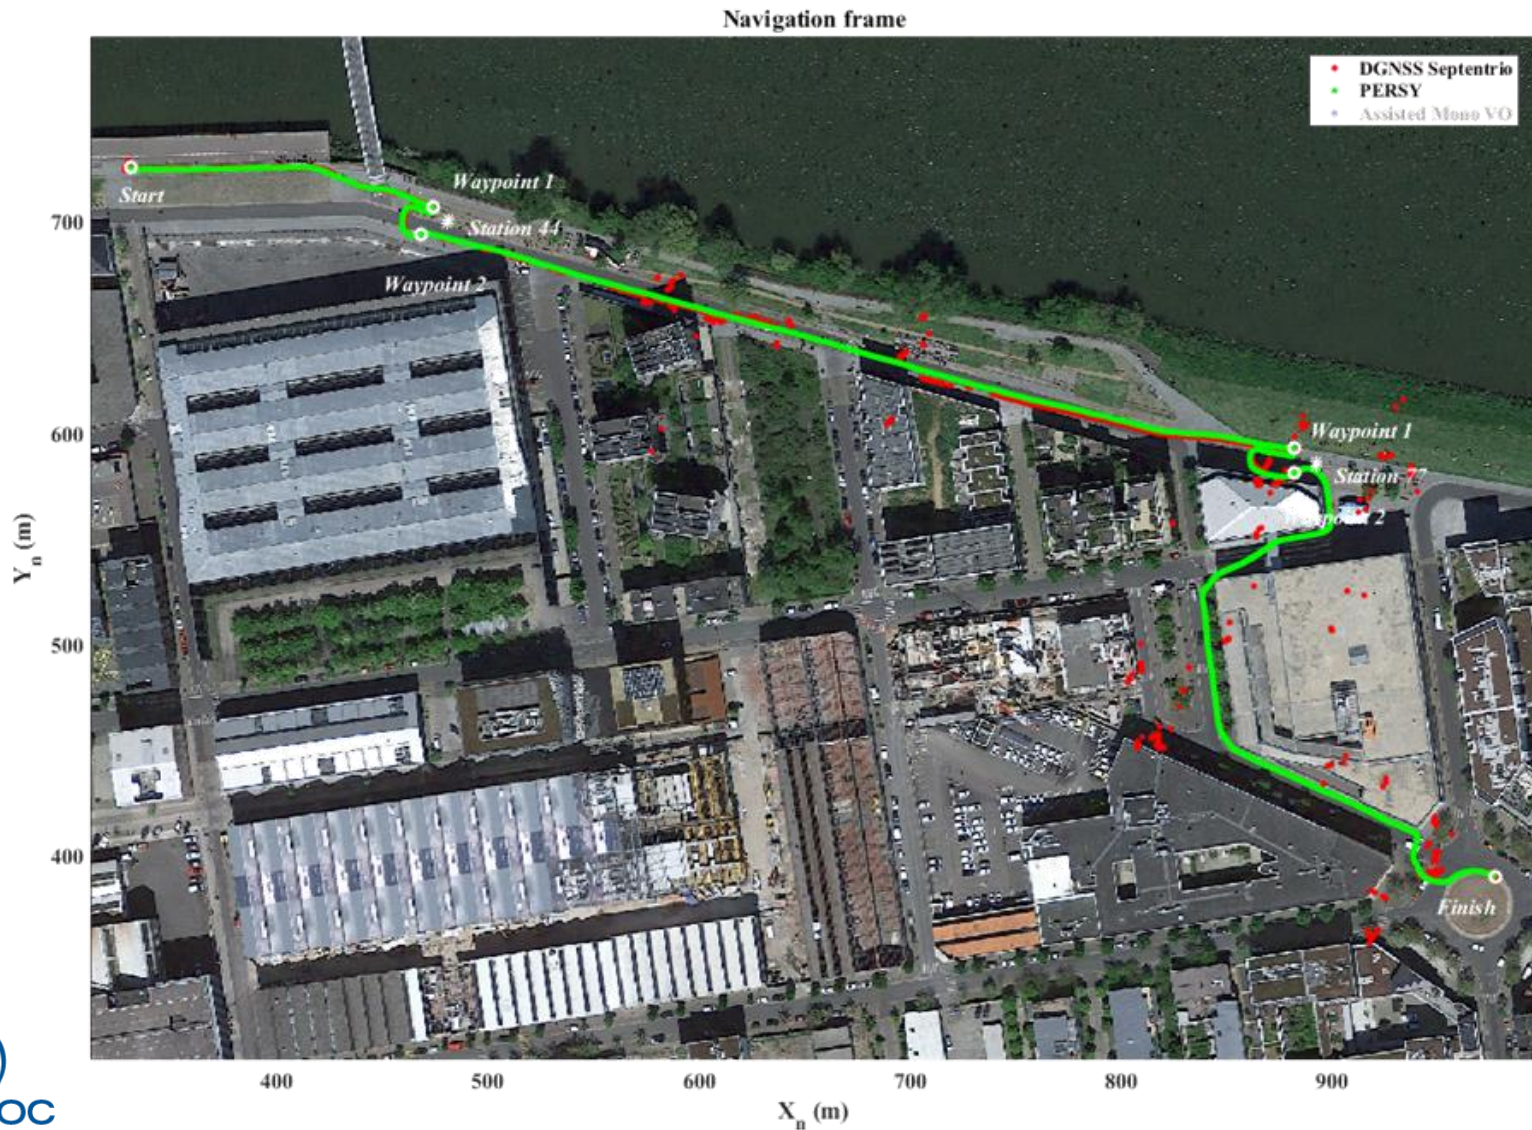 Navigation frame
DGNSS Septentrio
PERSY
Assisted Mono VO
Start
Waypoint 1
Station 44
Waypoint 2
Waypoint 1
Station 77
2
Finish
700
600
500
400
Y_n (m)
400
500
600
700
800
900
X_n (m)
OC